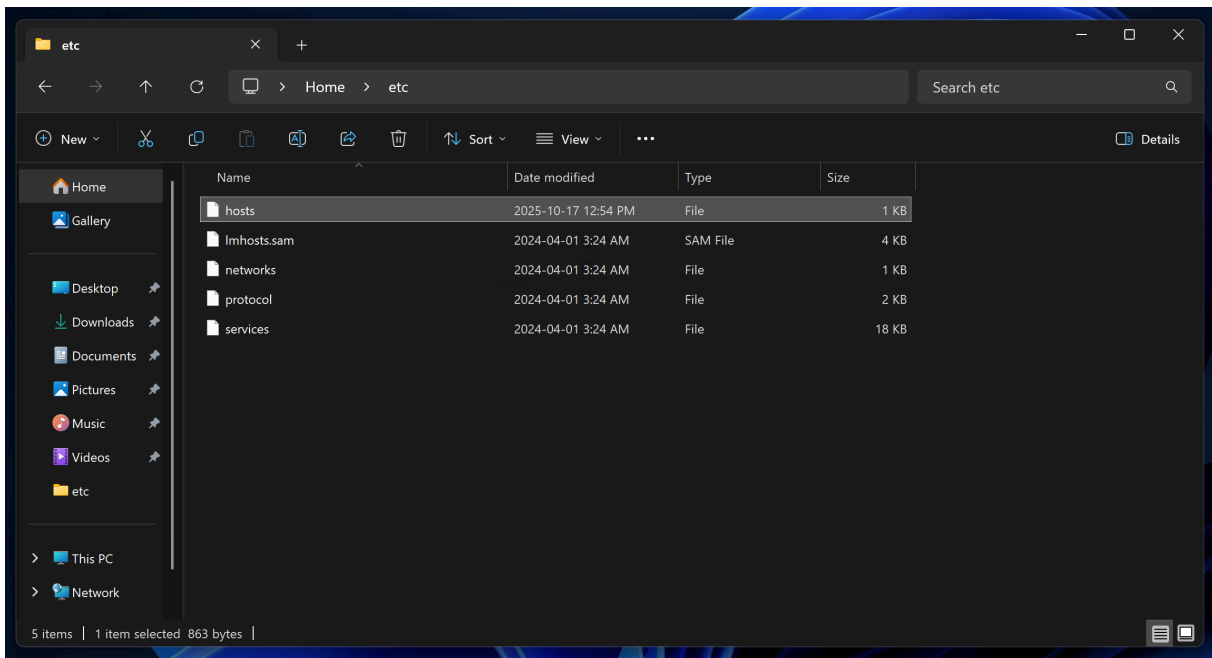 etc
Home > etc
Search etc
New
Sort
View
Details
Home
Gallery
Desktop
Downloads
Documents
Pictures
Music
Videos
etc
This PC
Network
Name Date modified Type Size
hosts 2025-10-17 12:54 PM File 1 KB
lmhosts.sam 2024-04-01 3:24 AM SAM File 4 KB
networks 2024-04-01 3:24 AM File 1 KB
protocol 2024-04-01 3:24 AM File 2 KB
services 2024-04-01 3:24 AM File 18 KB
5 items | 1 item selected 863 bytes |